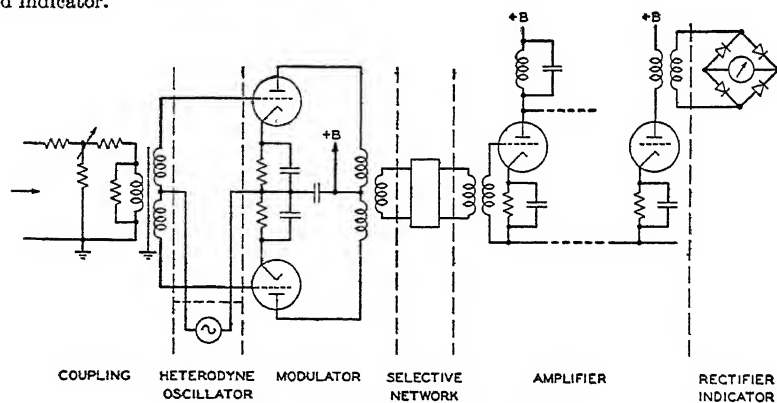 d indicator.
+B
+B
+B
COUPLING
HETERODYNE
OSCILLATOR
MODULATOR
SELECTIVE
NETWORK
AMPLIFIER
RECTIFIER
INDICATOR